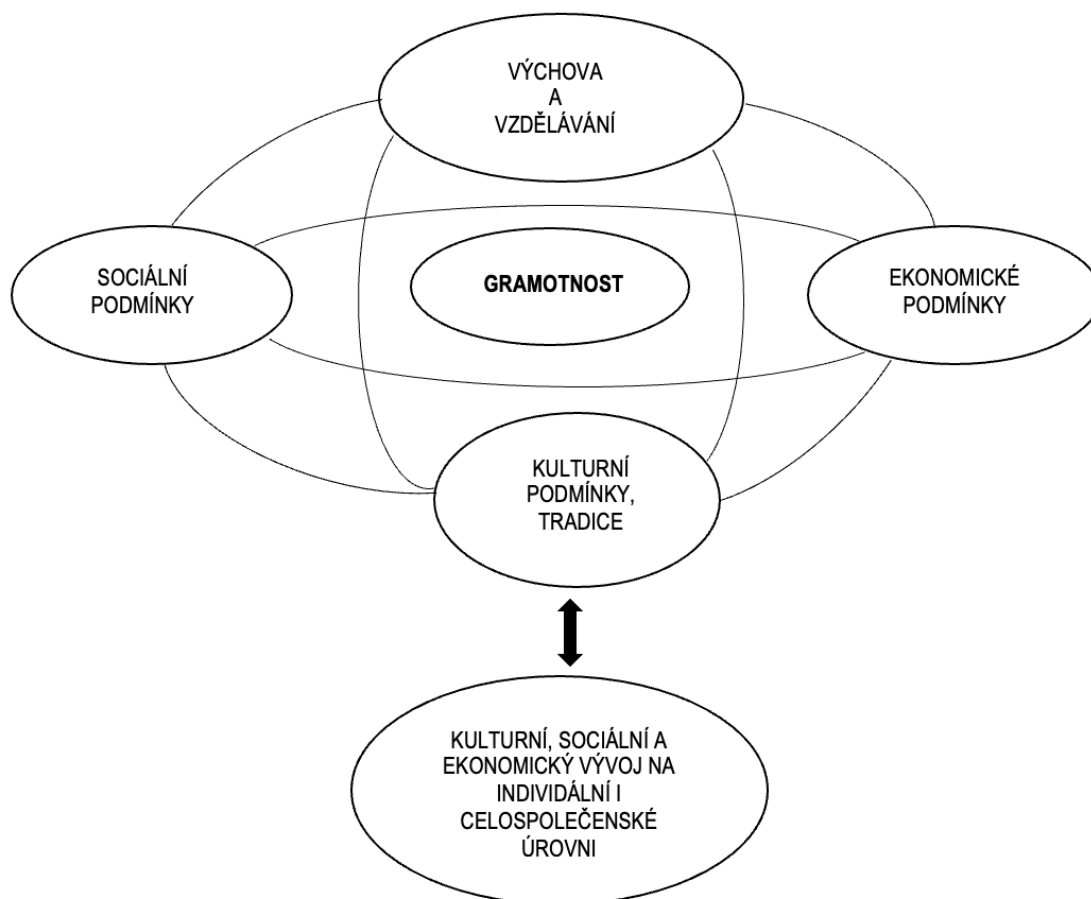 VÝCHOVA
A
VZDĚLÁVÁNÍ
SOCIÁLNÍ
PODMÍNKY
GRAMOTNOST
EKONOMICKÉ
PODMÍNKY
KULTURNÍ
PODMÍNKY,
TRADICE
KULTURNÍ, SOCIÁLNÍ A
EKONOMICKÝ VÝVOJ NA
INDIVIDÁLNÍ I
CELOSPOLEČENSKÉ
ÚROVNI